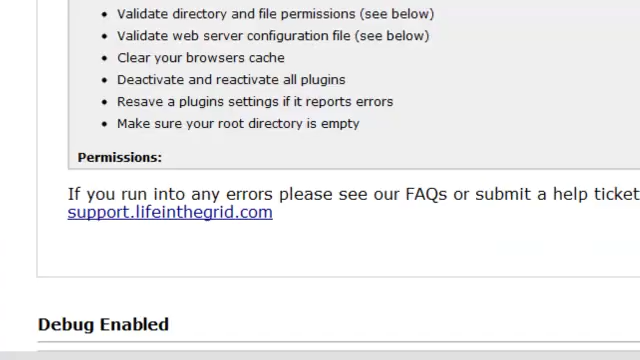 • Validate directory and file permissions (see below)
• Validate web server configuration file (see below)
• Clear your browsers cache
• Deactivate and reactivate all plugins
• Resave a plugins settings if it reports errors
• Make sure your root directory is empty
Permissions:
If you run into any errors please see our FAQs or submit a help ticket
support.lifeinthegrid.com
Debug Enabled